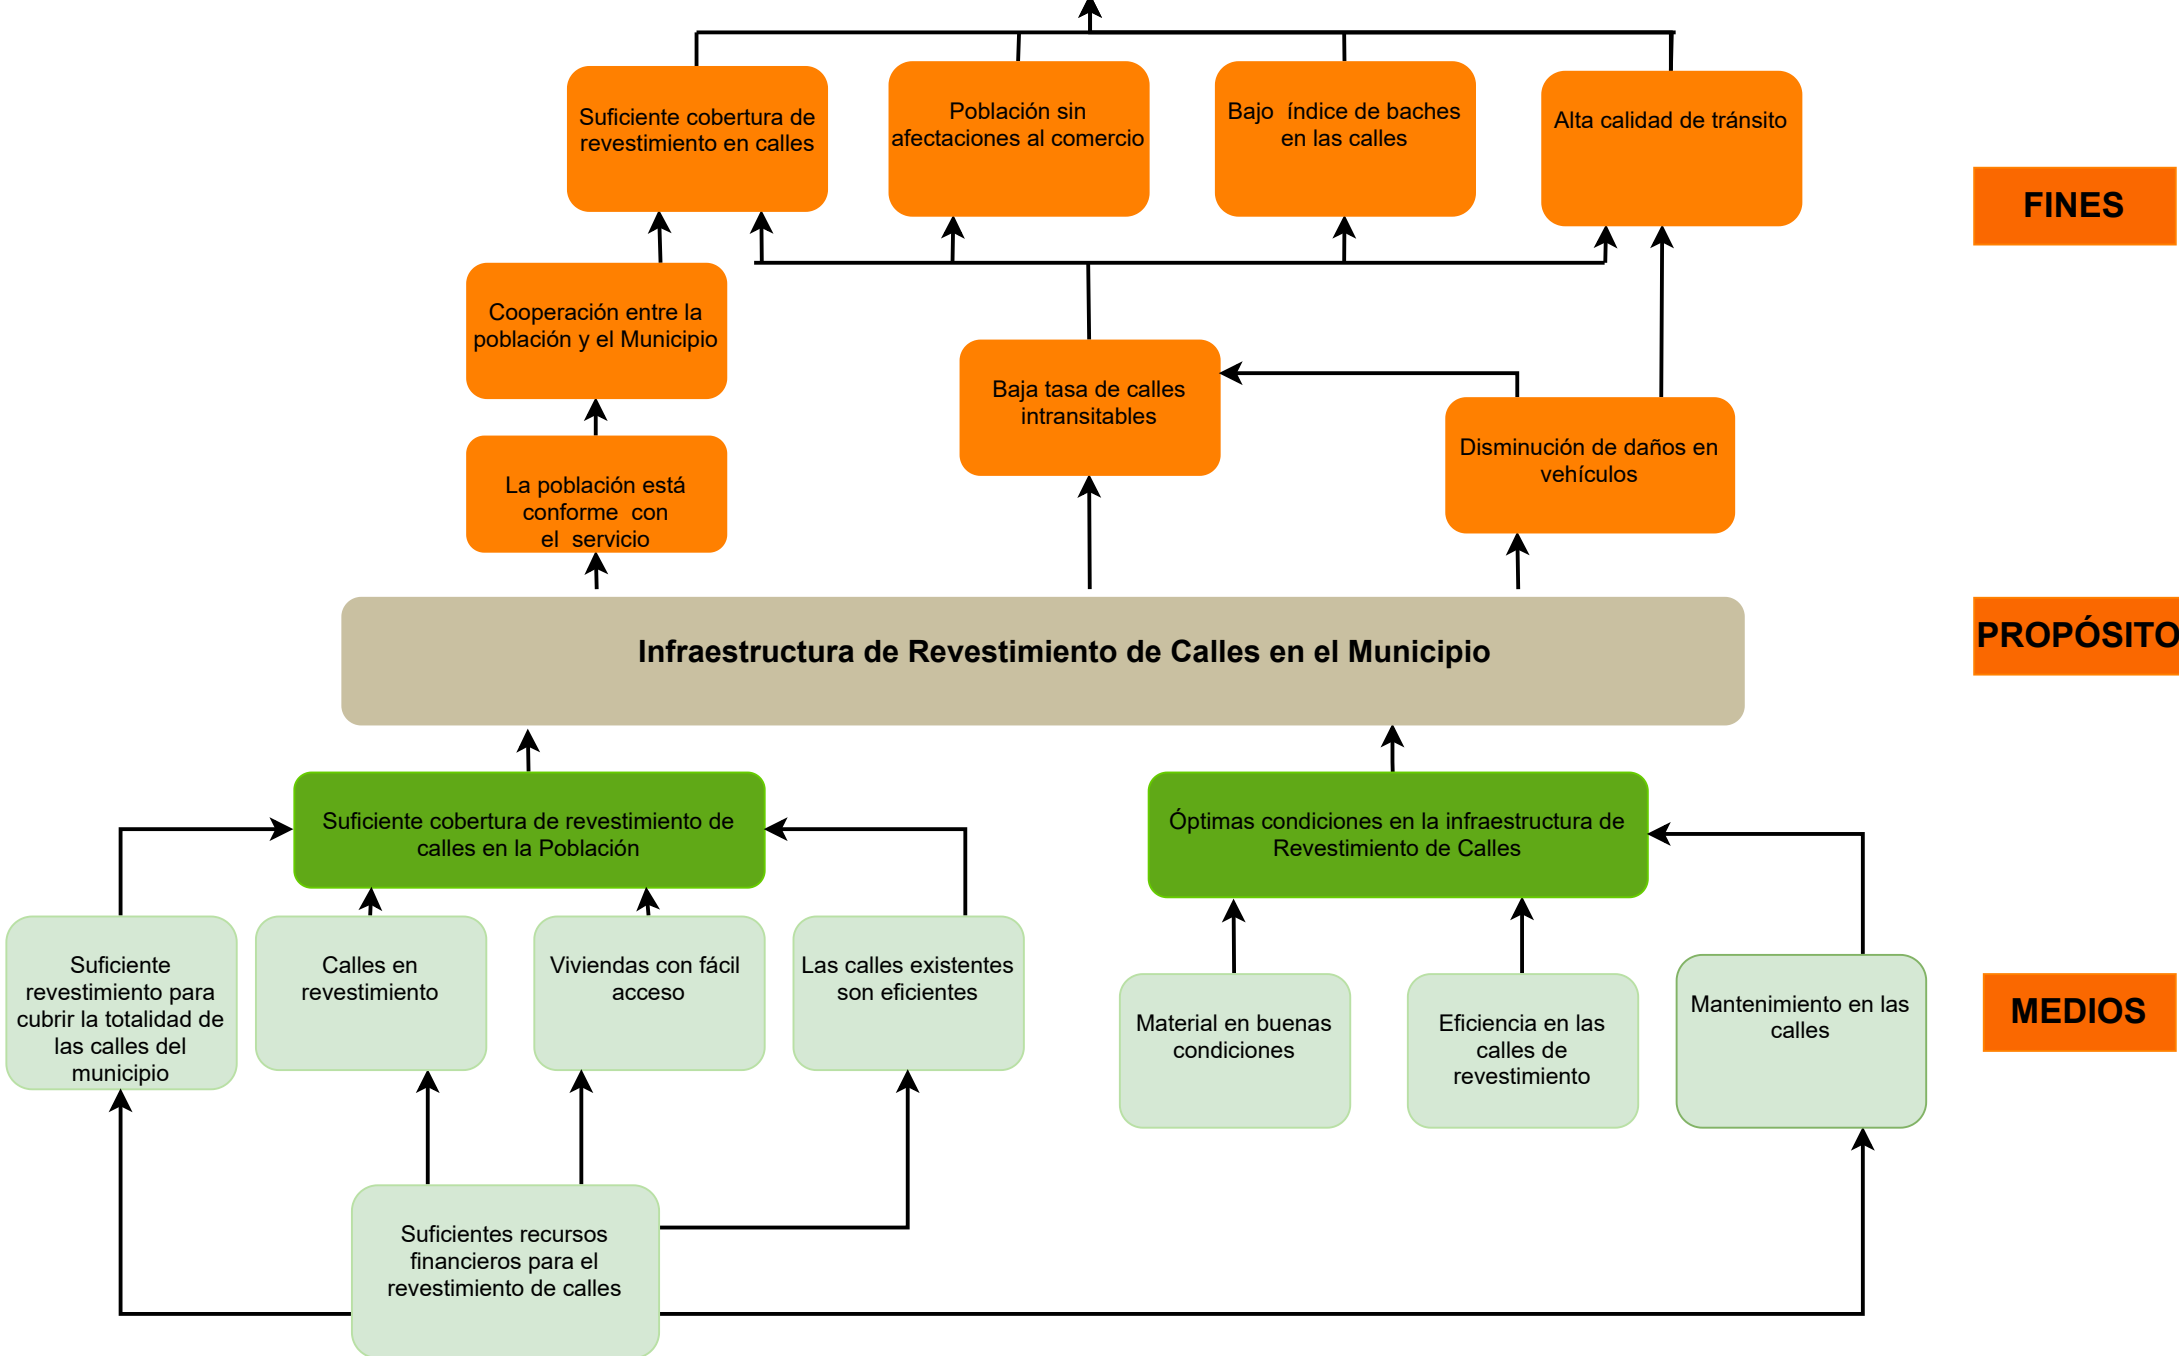 Suficiente cobertura de
revestimiento en calles
Población sin
afectaciones al comercio
Bajo  índice de baches
en las calles
Alta calidad de tránsito
FINES
Cooperación entre la
población y el Municipio
Baja tasa de calles
intransitables
Disminución de daños en
vehículos
La población está
conforme  con
el  servicio
Infraestructura de Revestimiento de Calles en el Municipio
PROPÓSITO
Suficiente cobertura de revestimiento de
calles en la Población
Óptimas condiciones en la infraestructura de
Revestimiento de Calles
Suficiente
revestimiento para
cubrir la totalidad de
las calles del
municipio
Calles en
revestimiento
Viviendas con fácil
acceso
Las calles existentes
son eficientes
Material en buenas
condiciones
Eficiencia en las
calles de
revestimiento
Mantenimiento en las
calles
MEDIOS
Suficientes recursos
financieros para el
revestimiento de calles